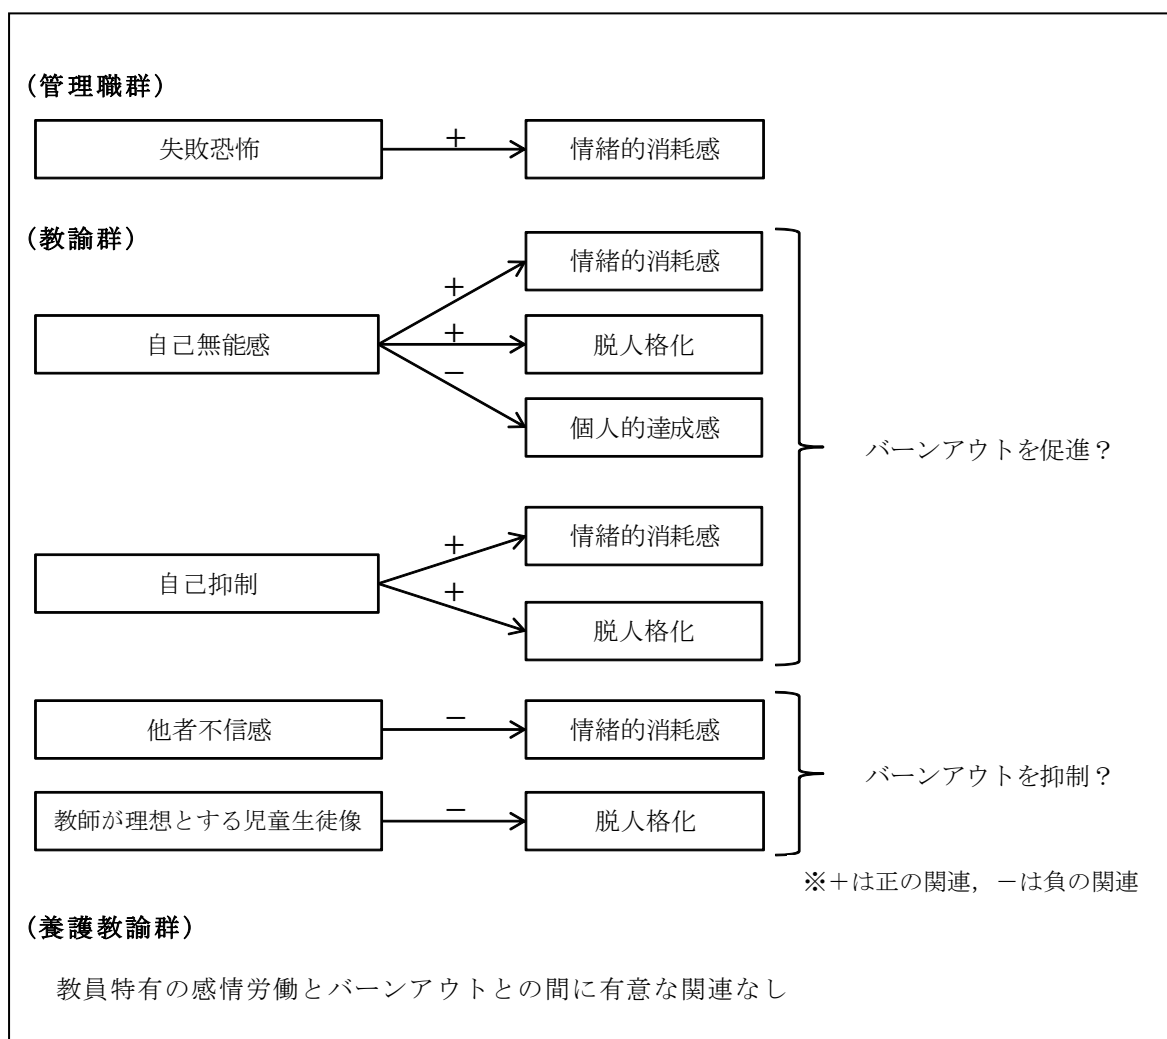 (管理職群)
失敗恐怖
＋
情緒的消耗感
(教諭群)
情緒的消耗感
＋
自己無能感
＋
脱人格化
－
個人的達成感
バーンアウトを促進？
情緒的消耗感
＋
自己抑制
＋
脱人格化
他者不信感
－
情緒的消耗感
バーンアウトを抑制？
教師が理想とする児童生徒像
－
脱人格化
※＋は正の関連，－は負の関連
(養護教諭群)
教員特有の感情労働とバーンアウトとの間に有意な関連なし